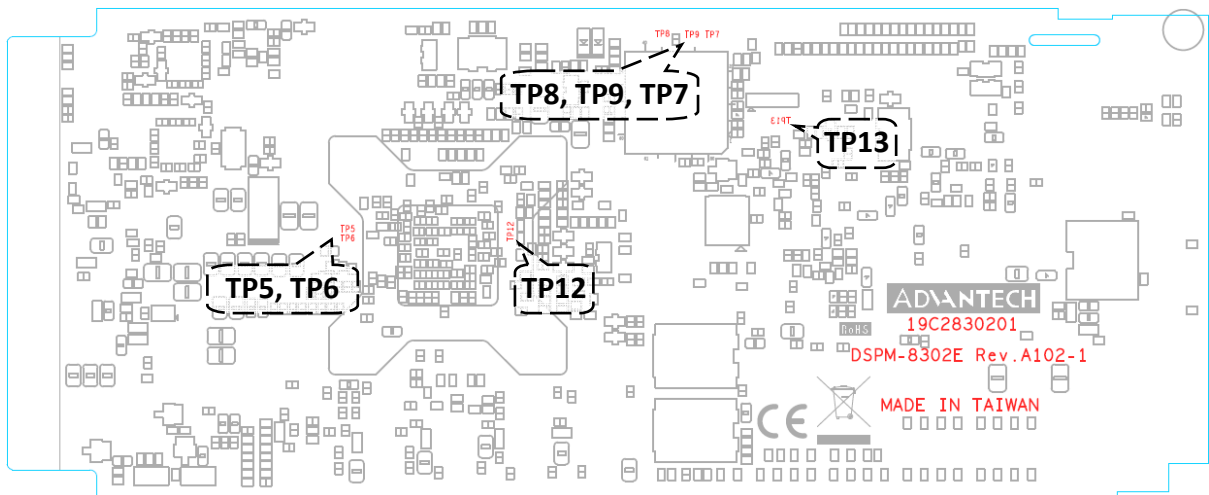 TP8 TP9 TP7
TP8, TP9, TP7
TP13
TP13
TP5
TP6
TP12
TP5, TP6
TP12
ADVANTECH
19C2830201
RoHS
DSPM-8302E Rev.A102-1
CE
MADE IN TAIWAN